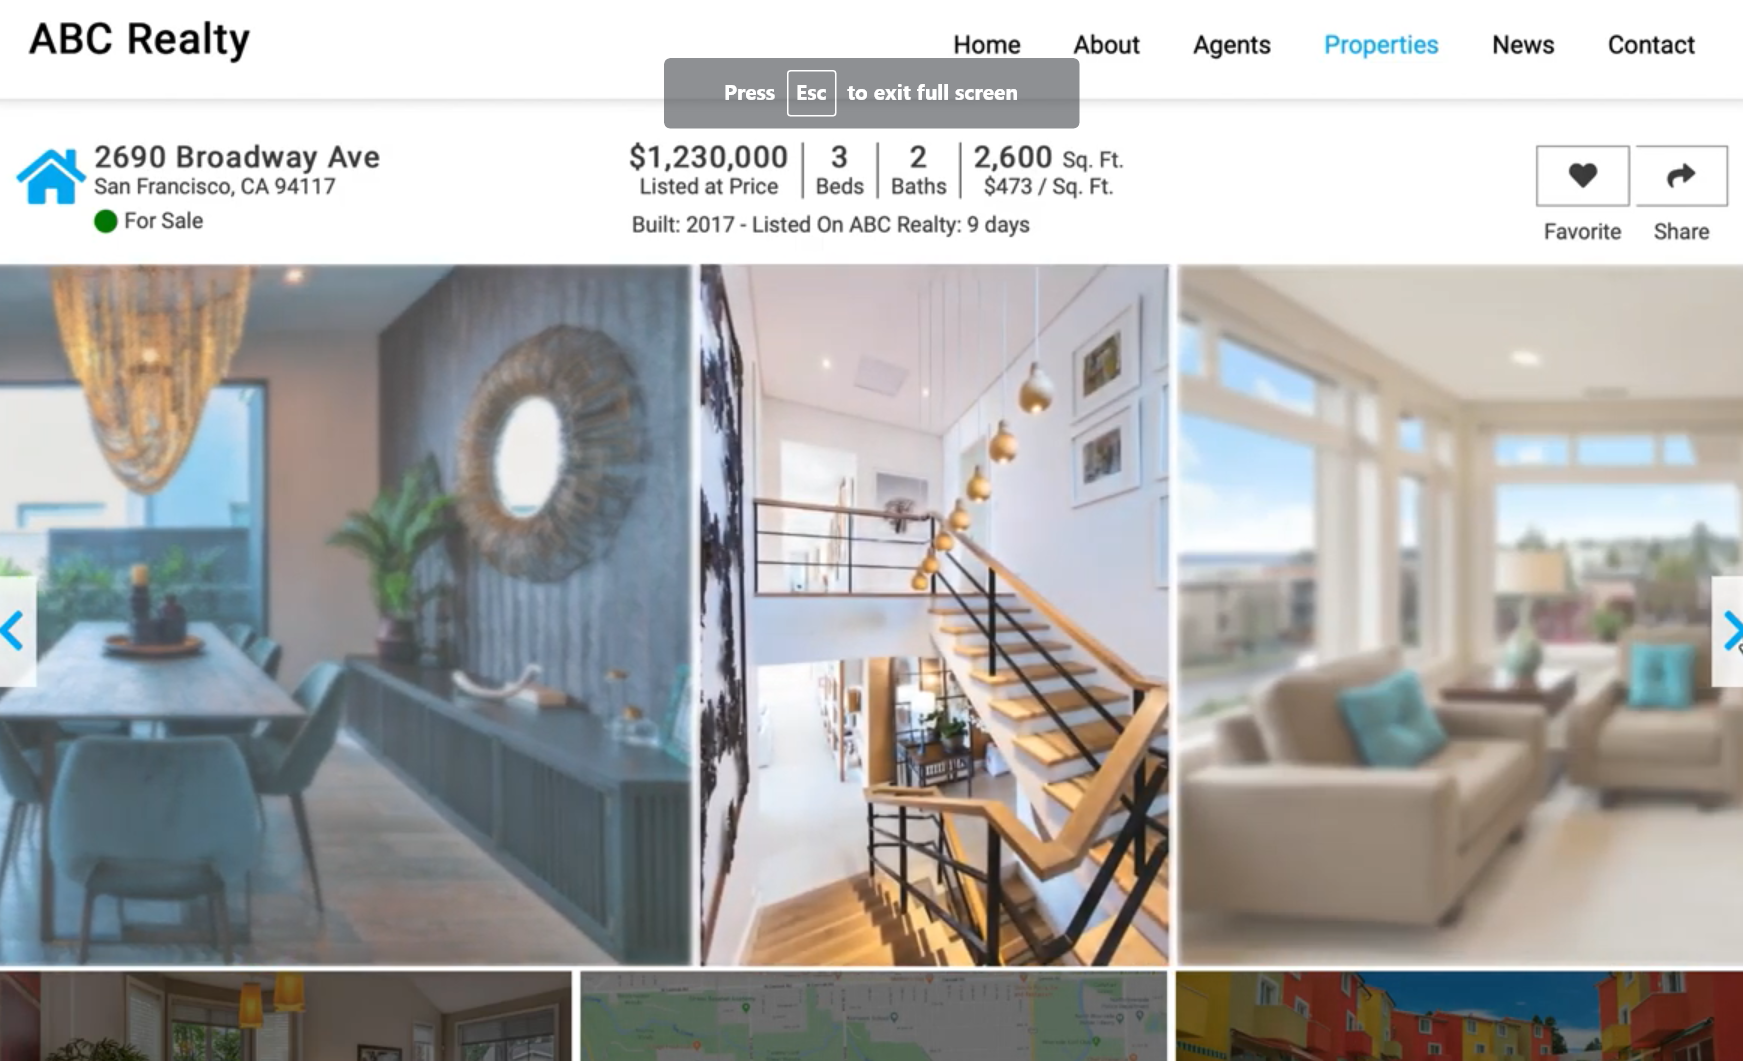 ABC Realty
Home About Agents Properties News Contact
Press Esc to exit full screen
2690 Broadway Ave
San Francisco, CA 94117
For Sale
$1,230,000 3 2 2,600 Sq. Ft.
Listed at Price Beds Baths $473 / Sq. Ft.
Built: 2017 - Listed On ABC Realty: 9 days
Favorite Share